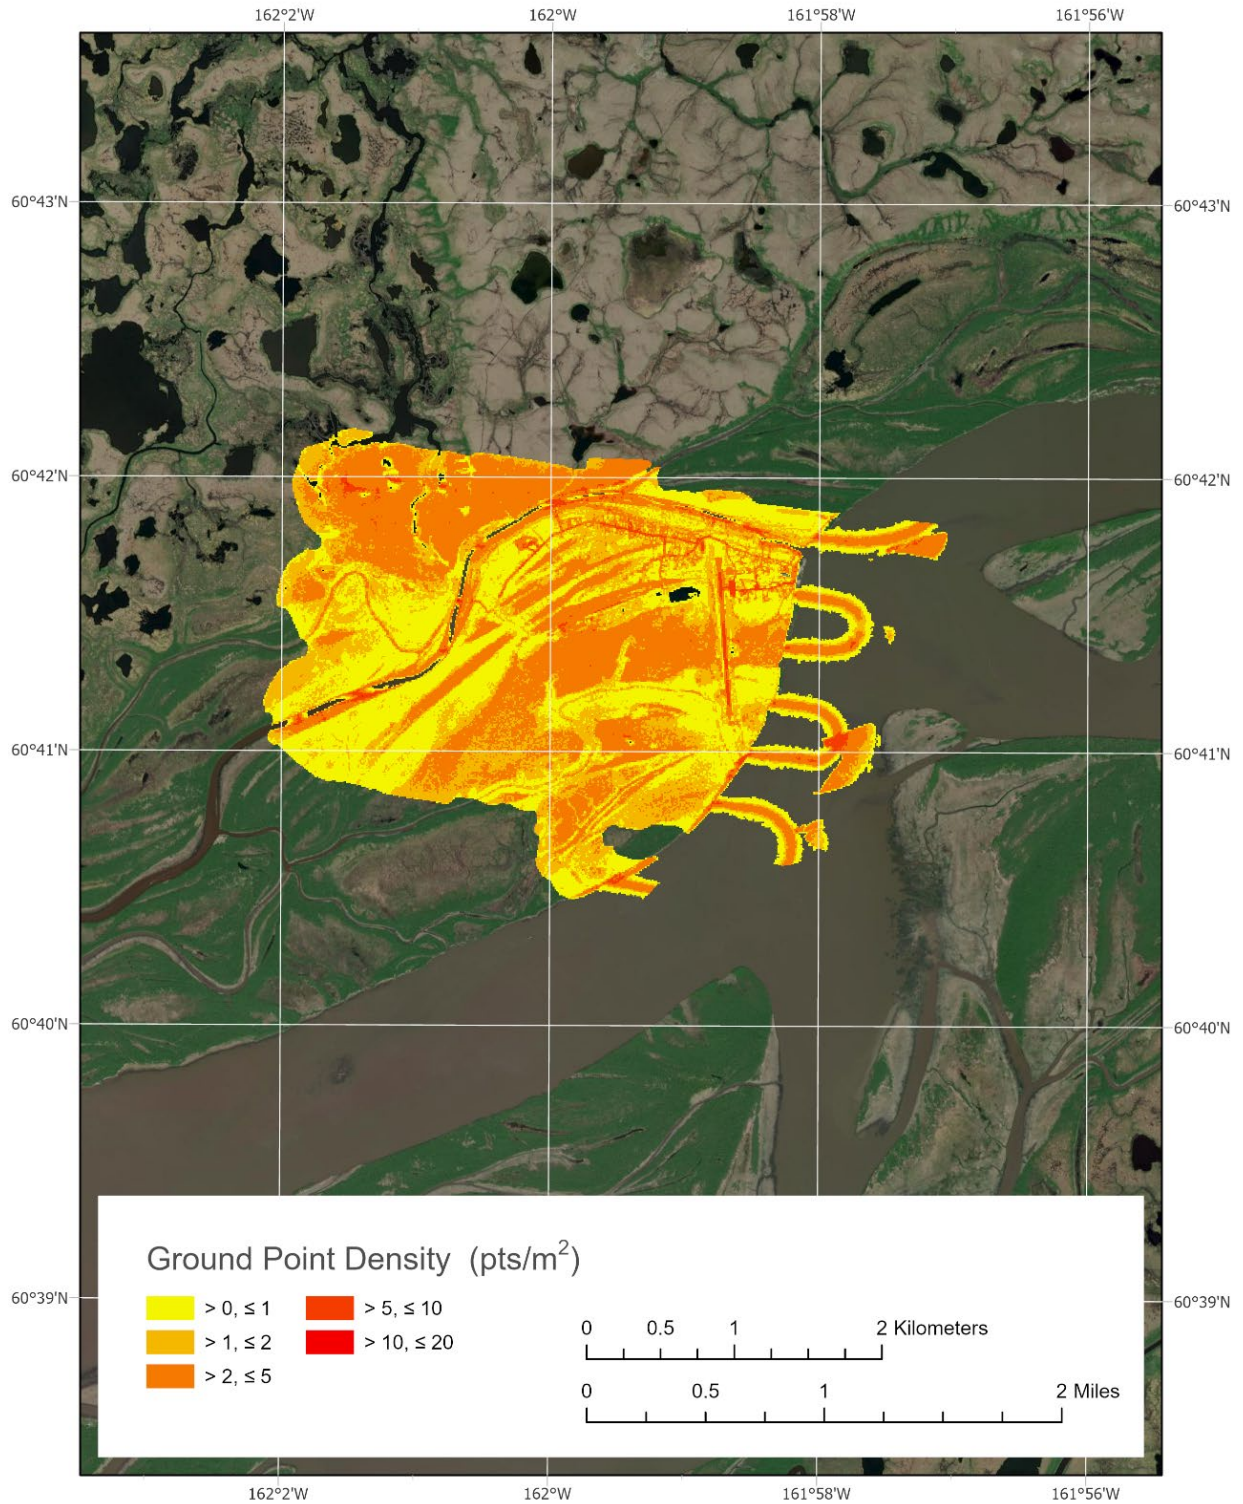 162°2'W 162°W 161°58'W 161°56'W
60°43'N 60°43'N
60°42'N 60°42'N
60°41'N 60°41'N
60°40'N 60°40'N
Ground Point Density (pts/m²)
60°39'N 60°39'N
> 0, ≤ 1 > 5, ≤ 10
> 1, ≤ 2 > 10, ≤ 20
> 2, ≤ 5
0 0.5 1 2 Kilometers
0 0.5 1 2 Miles
162°2'W 162°W 161°58'W 161°56'W